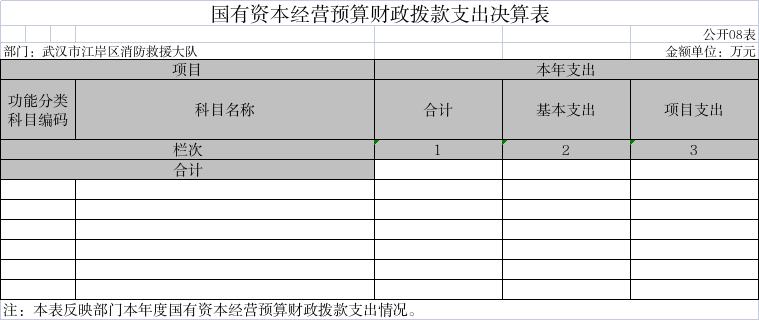 国有资本经营预算财政拨款支出决算表
公开08表
部门：武汉市江岸区消防救援大队 金额单位：万元
项目 本年支出
功能分类
科目编码 科目名称 合计 基本支出 项目支出
栏次 1 2 3
合计
注：本表反映部门本年度国有资本经营预算财政拨款支出情况。